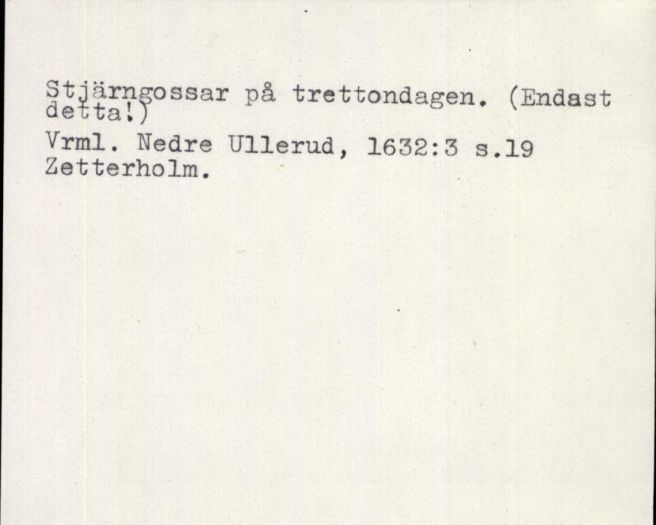 Stjärngossar på trettondagen. (Endast
detta!)
Vrml. Nedre Ullerud, 1632:3 s.19
Zetterholm.